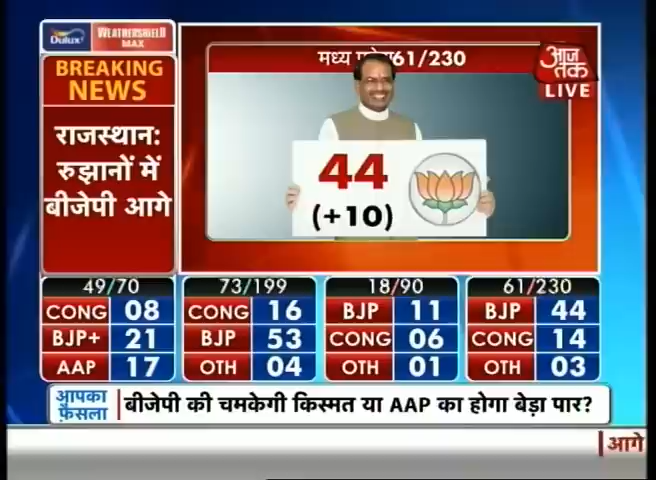 Dulux
WEATHERSHIELD
MAX
BREAKING
NEWS
राजस्थान:
रुझानों में
बीजेपी आगे
61/230
आज
तक
LIVE
44
(+10)
49/70
CONG 08
BJP+ 21
AAP 17
73/199
CONG 16
BJP 53
OTH 04
18/90
BJP 11
CONG 06
OTH 01
61/230
BJP 44
CONG 14
OTH 03
आपका
फ़ैसला
बीजेपी की चमकेगी किस्मत या AAP का होगा बेड़ा पार?
आगे